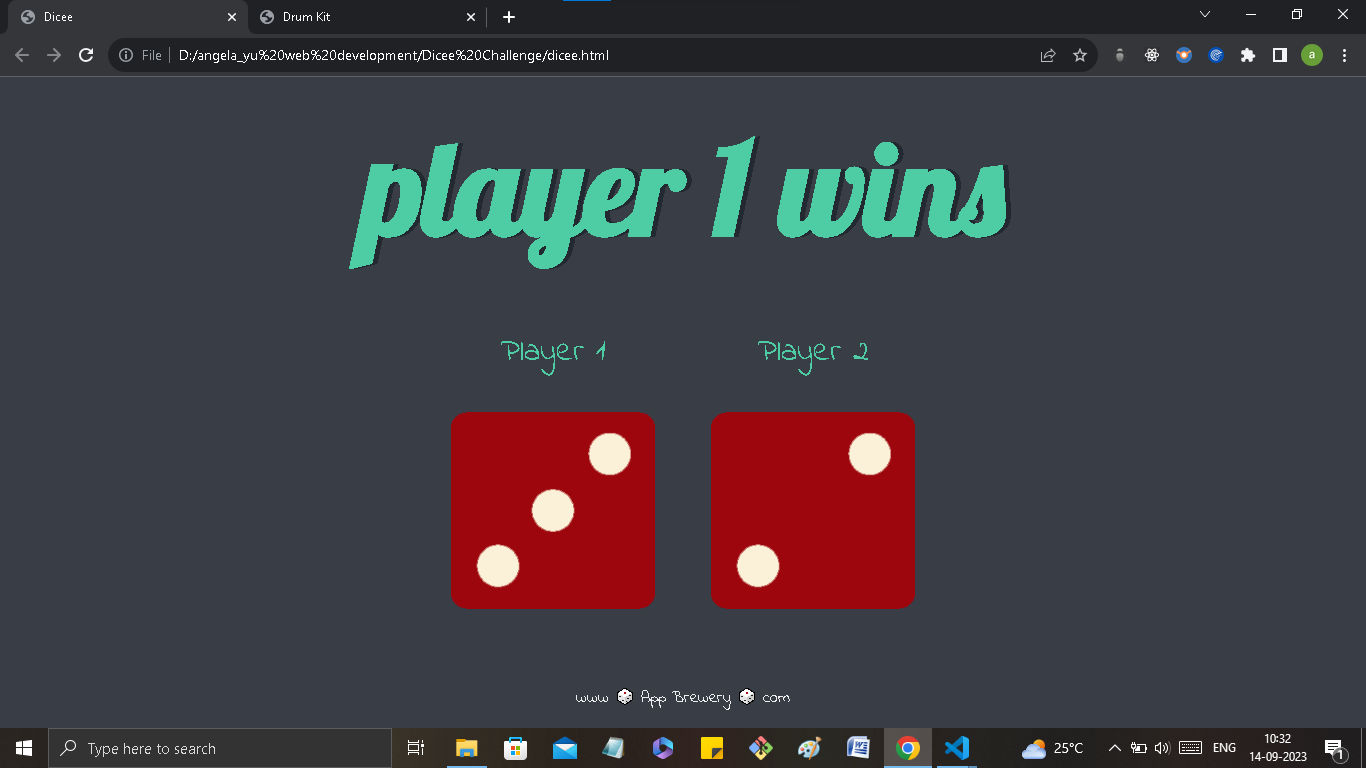 Dicee
Drum Kit
File
D:/angela_yu%20web%20development/Dicee%20Challenge/dicee.html
a
player 1 wins
Player 1
Player 2
www 🎲 App Brewery 🎲 com
Type here to search
25°C
ENG
10:32
14-09-2023
1